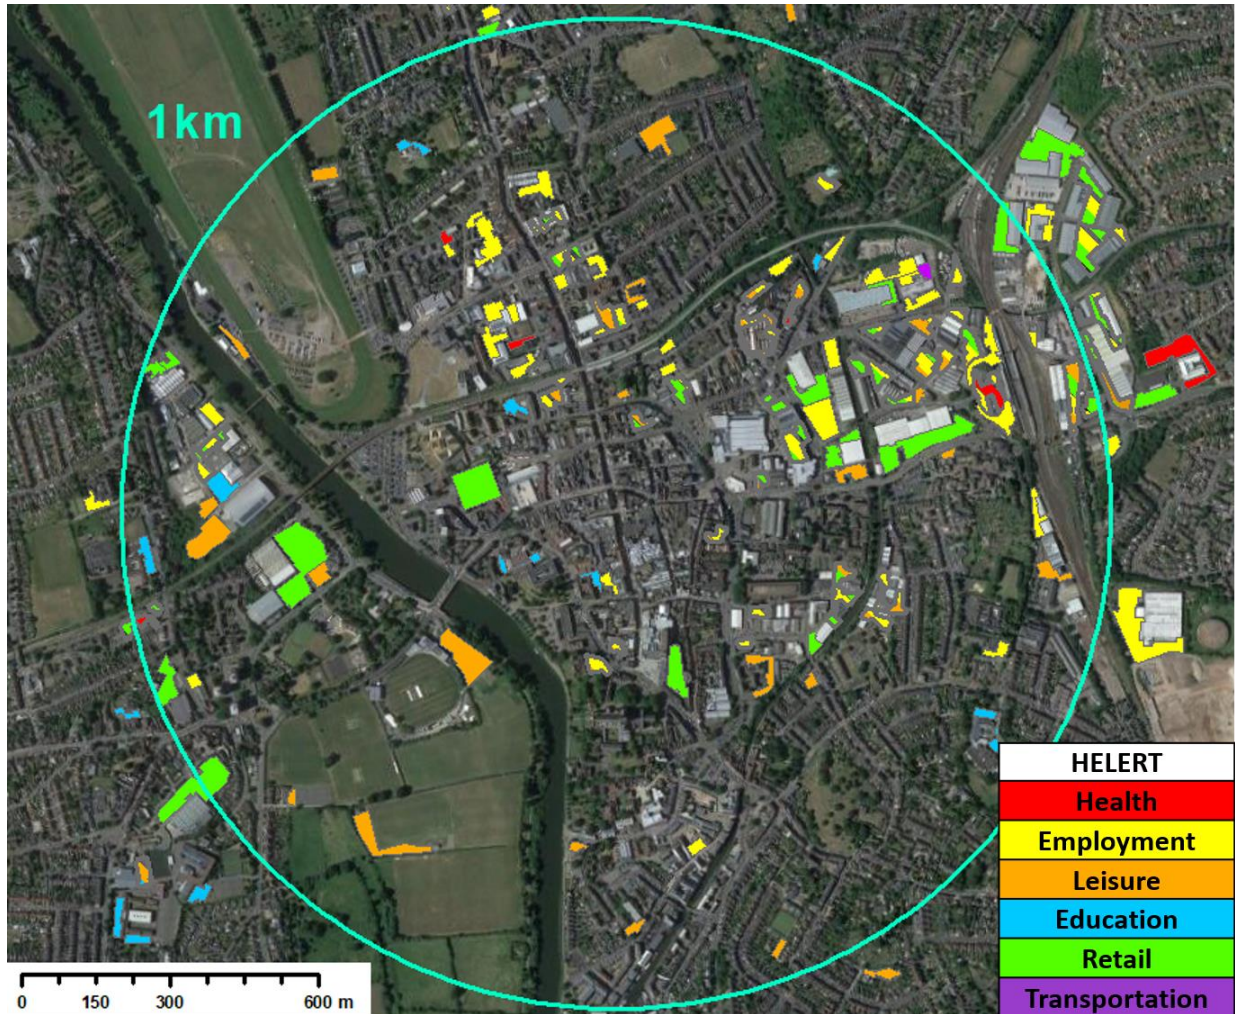 1km
HELERT
Health
Employment
Leisure
Education
Retail
Transportation
0 150 300 600 m